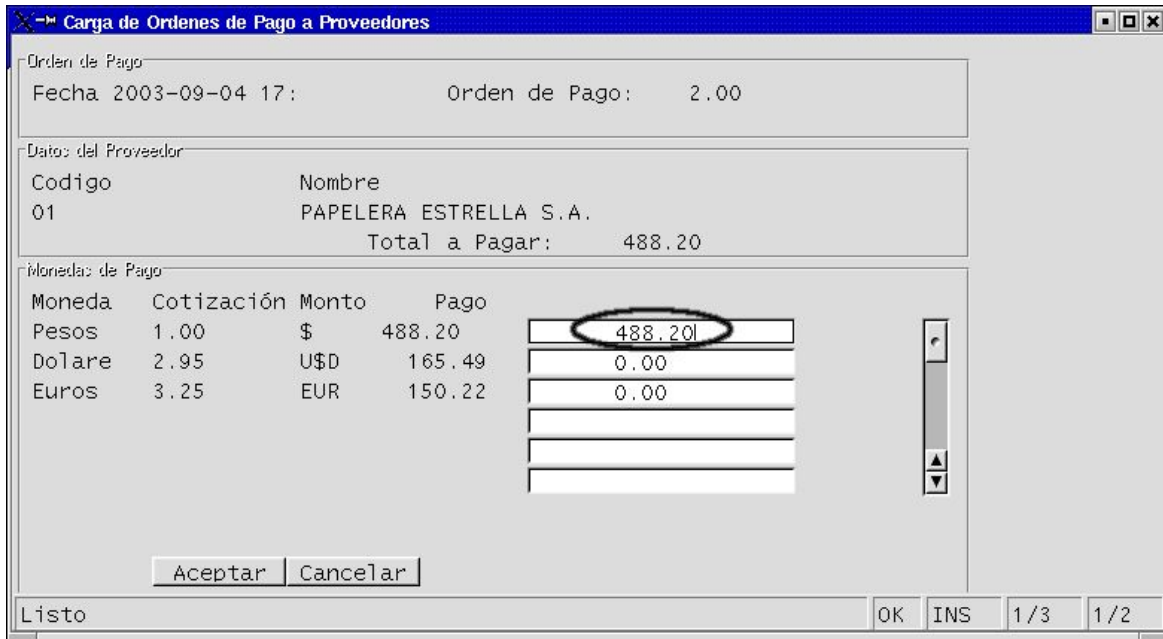 Carga de Ordenes de Pago a Proveedores
Orden de Pago
Fecha 2003-09-04 17: Orden de Pago: 2.00
Datos del Proveedor
Codigo Nombre
01 PAPELERA ESTRELLA S.A.
Total a Pagar: 488.20
Monedas de Pago
Moneda Cotización Monto Pago
Pesos 1.00 $ 488.20 488.20
Dolare 2.95 U$D 165.49 0.00
Euros 3.25 EUR 150.22 0.00
Aceptar Cancelar
Listo OK INS 1/3 1/2